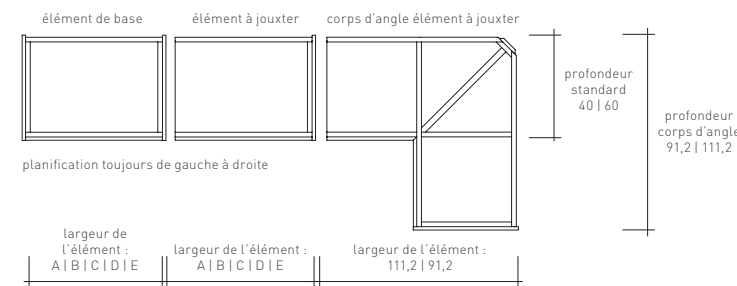 élément de base
élément à jouxter
corps d'angle élément à jouxter
profondeur
standard
40 | 60
profondeur
corps d'angle
91,2 | 111,2
planification toujours de gauche à droite
largeur de
l'élément :
A | B | C | D | E
largeur de l'élément :
A | B | C | D | E
largeur de l'élément :
111,2 | 91,2